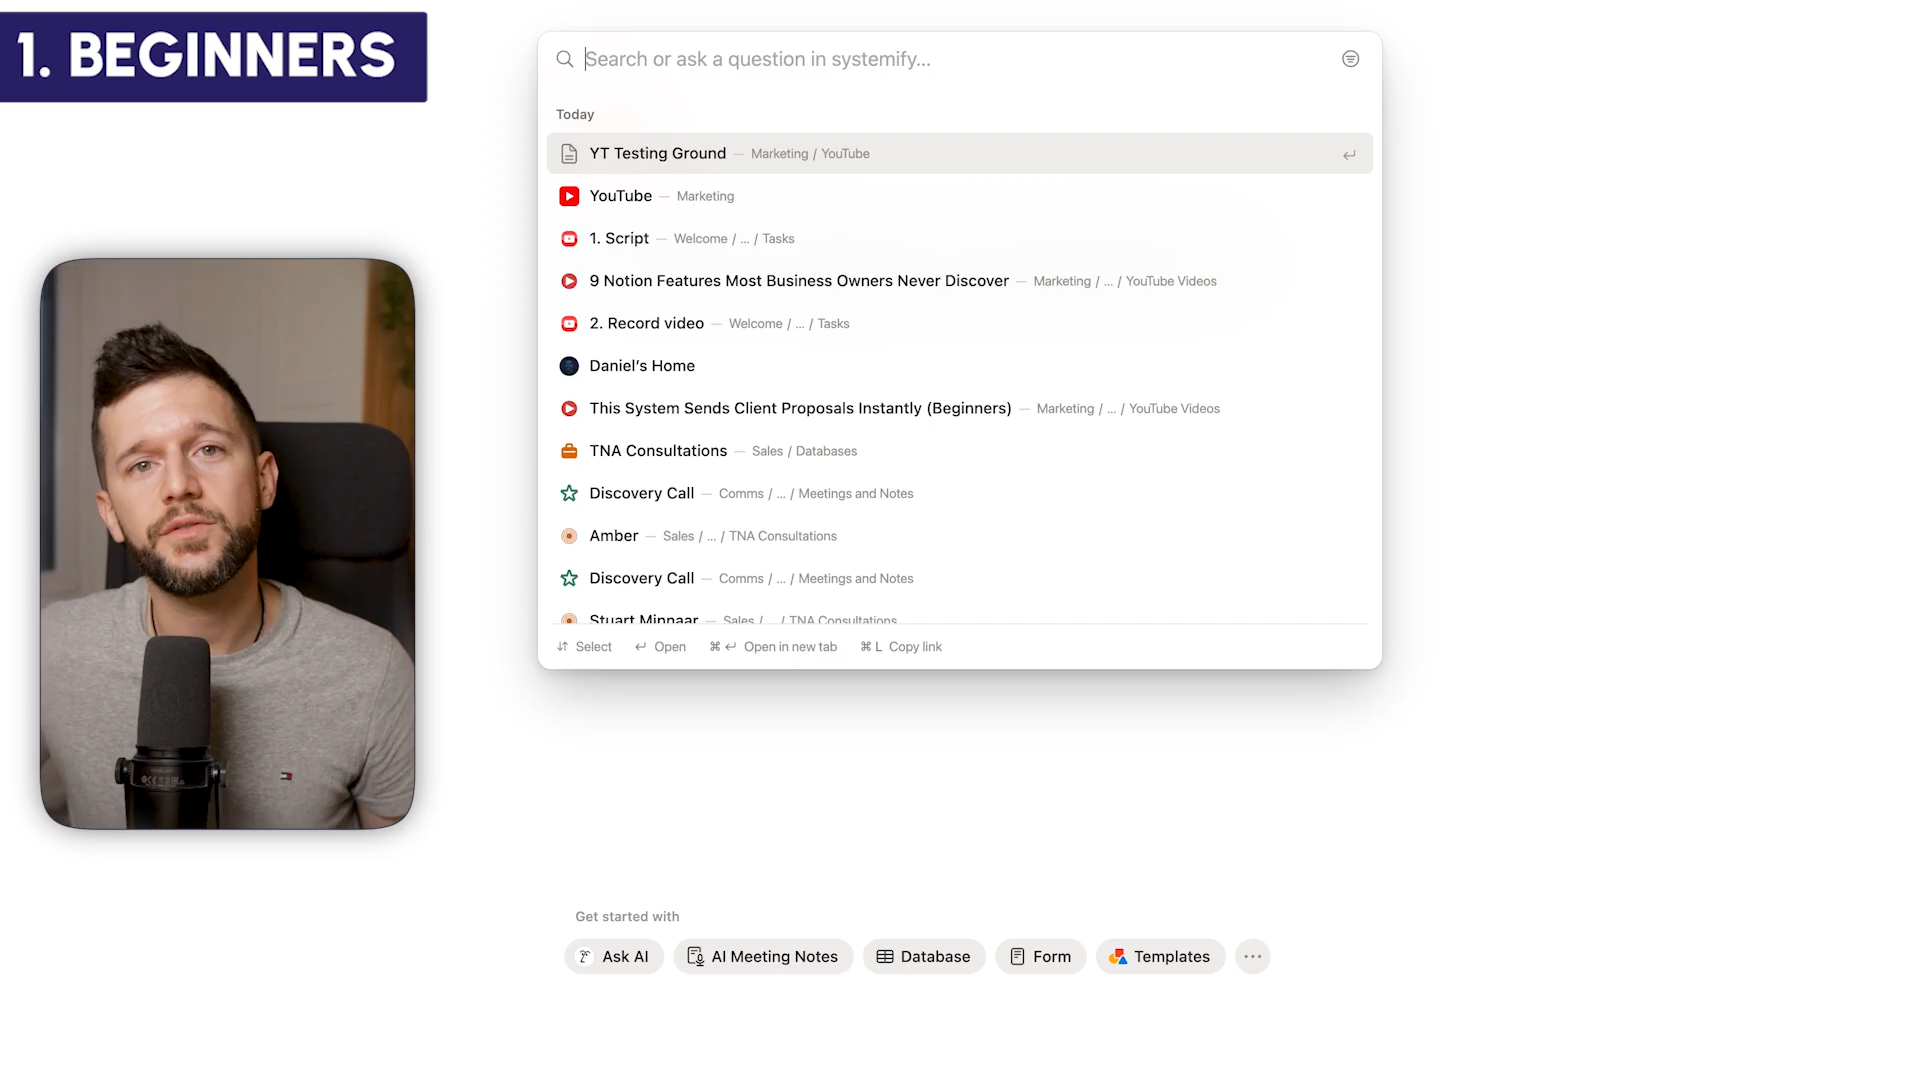 1. BEGINNERS
Search or ask a question in systemify...
Today
YT Testing Ground — Marketing / YouTube
YouTube — Marketing
1. Script — Welcome / ... / Tasks
9 Notion Features Most Business Owners Never Discover — Marketing / ... / YouTube Videos
2. Record video — Welcome / ... / Tasks
Daniel's Home
This System Sends Client Proposals Instantly (Beginners) — Marketing / ... / YouTube Videos
TNA Consultations — Sales / Databases
Discovery Call — Comms / ... / Meetings and Notes
Amber — Sales / ... / TNA Consultations
Discovery Call — Comms / ... / Meetings and Notes
Stuart Minnaar — Sales / ... / TNA Consultations
Select
Open
⌘ ↵ Open in new tab
⌘ L Copy link
Get started with
Ask AI
AI Meeting Notes
Database
Form
Templates